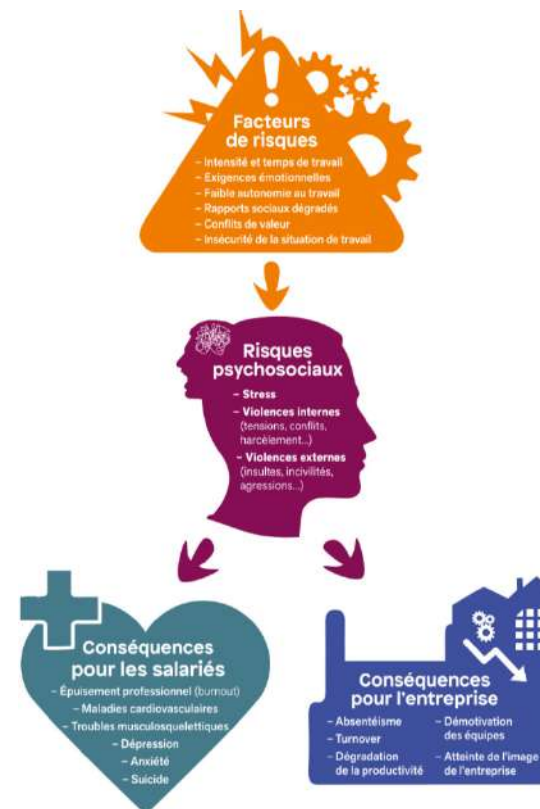 Facteurs
de risques
– Intensité et temps de travail
– Exigences émotionnelles
– Faible autonomie au travail
– Rapports sociaux dégradés
– Conflits de valeur
– Insécurité de la situation de travail
Risques
psychosociaux
– Stress
– Violences internes
(tensions, conflits,
harcèlement...)
– Violences externes
(insultes, incivilités,
agressions...)
Conséquences
pour les salariés
– Épuisement professionnel (burnout)
– Maladies cardiovasculaires
– Troubles musculosquelettiques
– Dépression
– Anxiété
– Suicide
Conséquences
pour l'entreprise
– Absentéisme
– Turnover
– Dégradation
de la productivité
– Démotivation
des équipes
– Atteinte de l'image
de l'entreprise